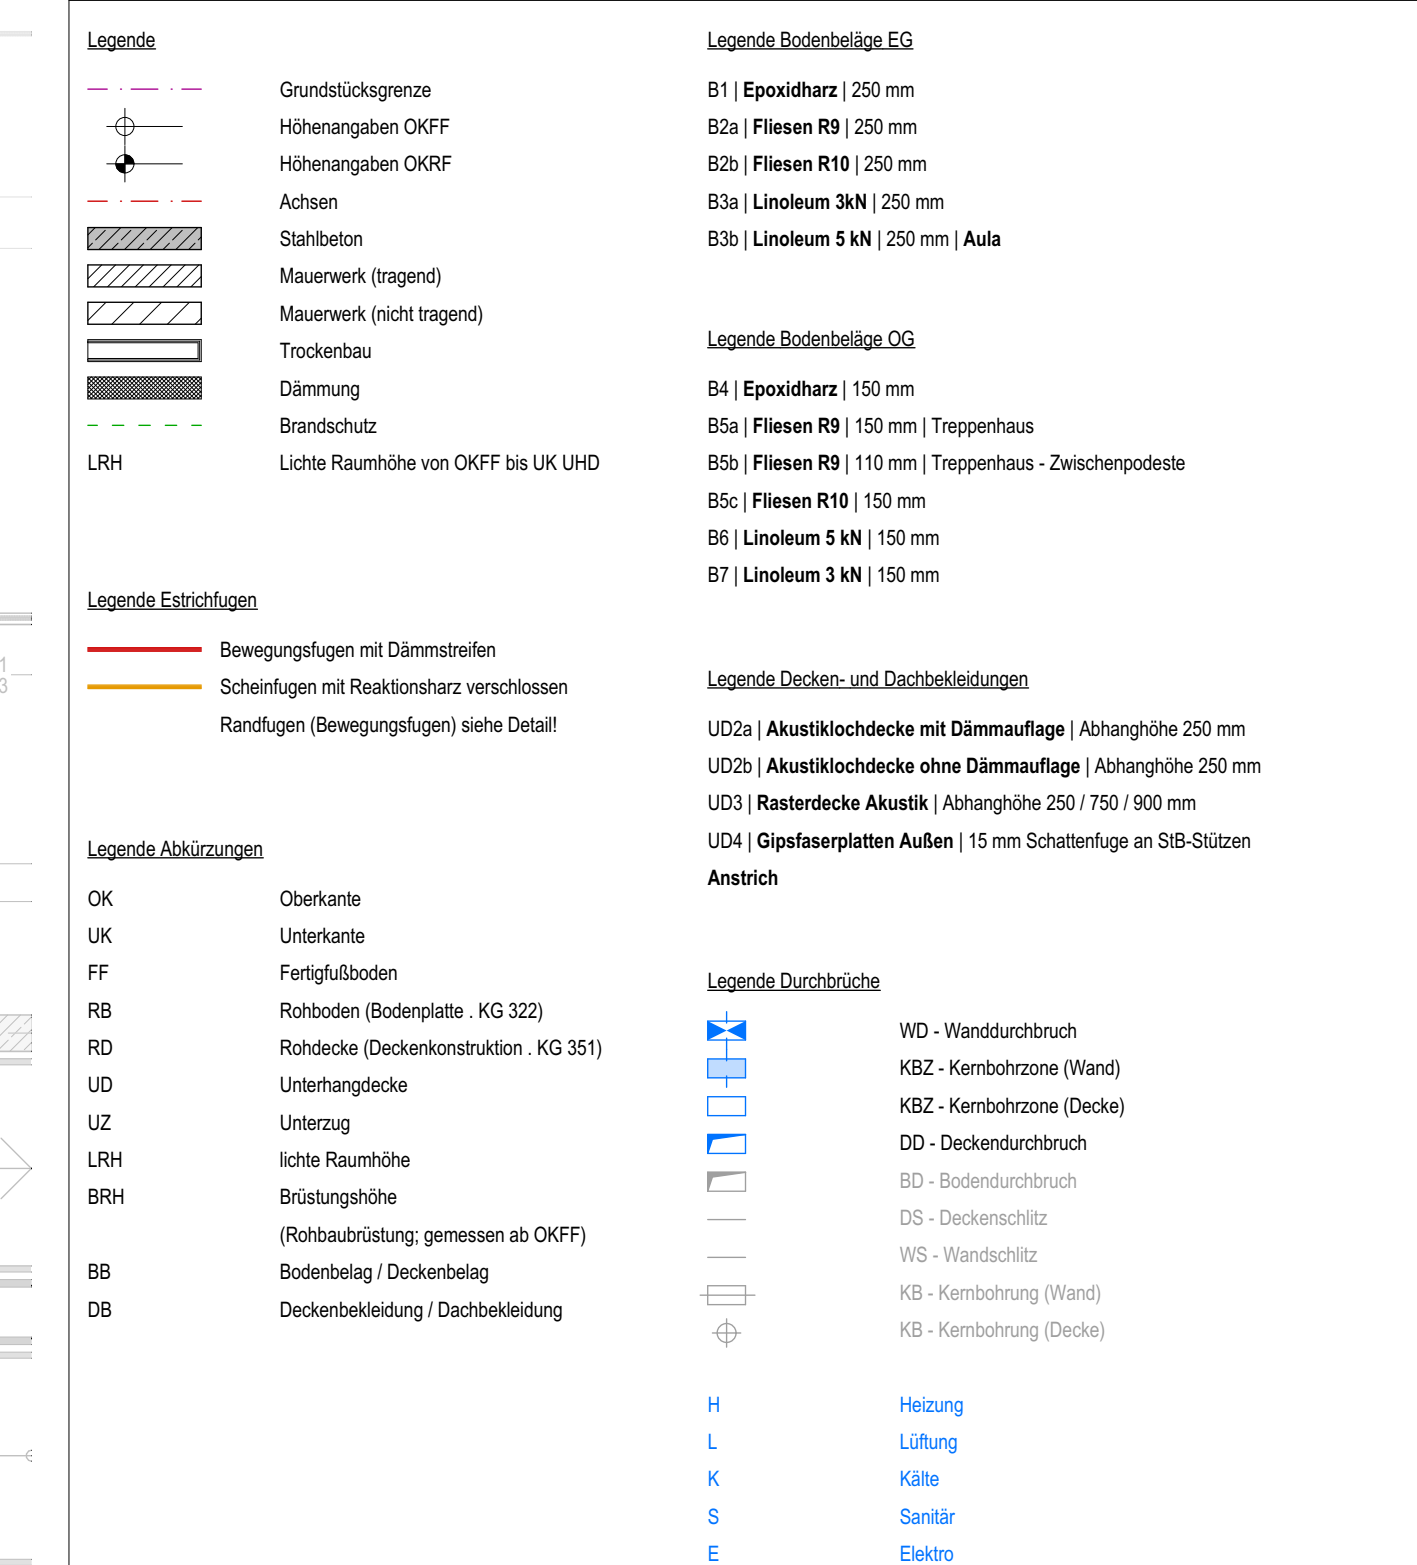 Legende
Grundstücksgrenze
Höhenangaben OKFF
Höhenangaben OKRF
Achsen
Stahlbeton
Mauerwerk (tragend)
Mauerwerk (nicht tragend)
Trockenbau
Dämmung
Brandschutz
LRH Lichte Raumhöhe von OKFF bis UK UHD
Legende Estrichfugen
Bewegungsfugen mit Dämmstreifen
Scheinfugen mit Reaktionsharz verschlossen
Randfugen (Bewegungsfugen) siehe Detail!
Legende Abkürzungen
OK Oberkante
UK Unterkante
FF Fertigfußboden
RB Rohboden (Bodenplatte . KG 322)
RD Rohdecke (Deckenkonstruktion . KG 351)
UD Unterhangdecke
UZ Unterzug
LRH lichte Raumhöhe
BRH Brüstungshöhe
(Rohbaubrüstung; gemessen ab OKFF)
BB Bodenbelag / Deckenbelag
DB Deckenbekleidung / Dachbekleidung
Legende Bodenbeläge EG
B1 | Epoxidharz | 250 mm
B2a | Fliesen R9 | 250 mm
B2b | Fliesen R10 | 250 mm
B3a | Linoleum 3kN | 250 mm
B3b | Linoleum 5 kN | 250 mm | Aula
Legende Bodenbeläge OG
B4 | Epoxidharz | 150 mm
B5a | Fliesen R9 | 150 mm | Treppenhaus
B5b | Fliesen R9 | 110 mm | Treppenhaus - Zwischenpodeste
B5c | Fliesen R10 | 150 mm
B6 | Linoleum 5 kN | 150 mm
B7 | Linoleum 3 kN | 150 mm
Legende Decken- und Dachbekleidungen
UD2a | Akustiklochdecke mit Dämmauflage | Abhanghöhe 250 mm
UD2b | Akustiklochdecke ohne Dämmauflage | Abhanghöhe 250 mm
UD3 | Rasterdecke Akustik | Abhanghöhe 250 / 750 / 900 mm
UD4 | Gipsfaserplatten Außen | 15 mm Schattenfuge an StB-Stützen
Anstrich
Legende Durchbrüche
WD - Wanddurchbruch
KBZ - Kernbohrzone (Wand)
KBZ - Kernbohrzone (Decke)
DD - Deckendurchbruch
BD - Bodendurchbruch
DS - Deckenschlitz
WS - Wandschlitz
KB - Kernbohrung (Wand)
KB - Kernbohrung (Decke)
H Heizung
L Lüftung
K Kälte
S Sanitär
E Elektro
1
3